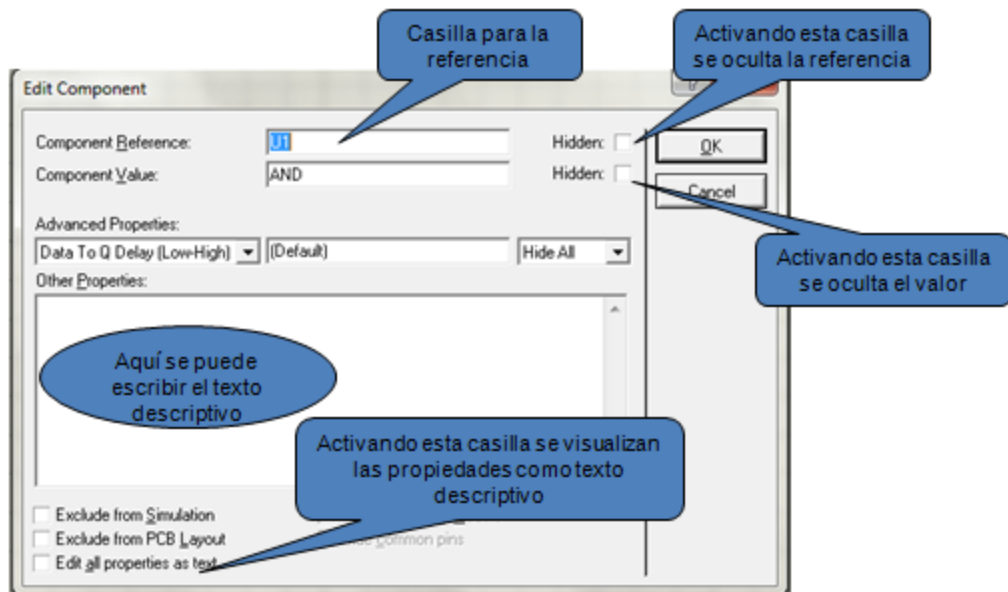 Casilla para la
referencia
Activando esta casilla
se oculta la referencia
Edit Component
Component Reference:
U1
Hidden:
OK
Component Value:
AND
Hidden:
Cancel
Advanced Properties:
Data To Q Delay (Low-High)
(Default)
Hide All
Activando esta casilla
se oculta el valor
Other Properties:
Aquí se puede
escribir el texto
descriptivo
Activando esta casilla se visualizan
las propiedades como texto
descriptivo
Exclude from Simulation
Exclude from PCB Layout
common pins
Edit all properties as text